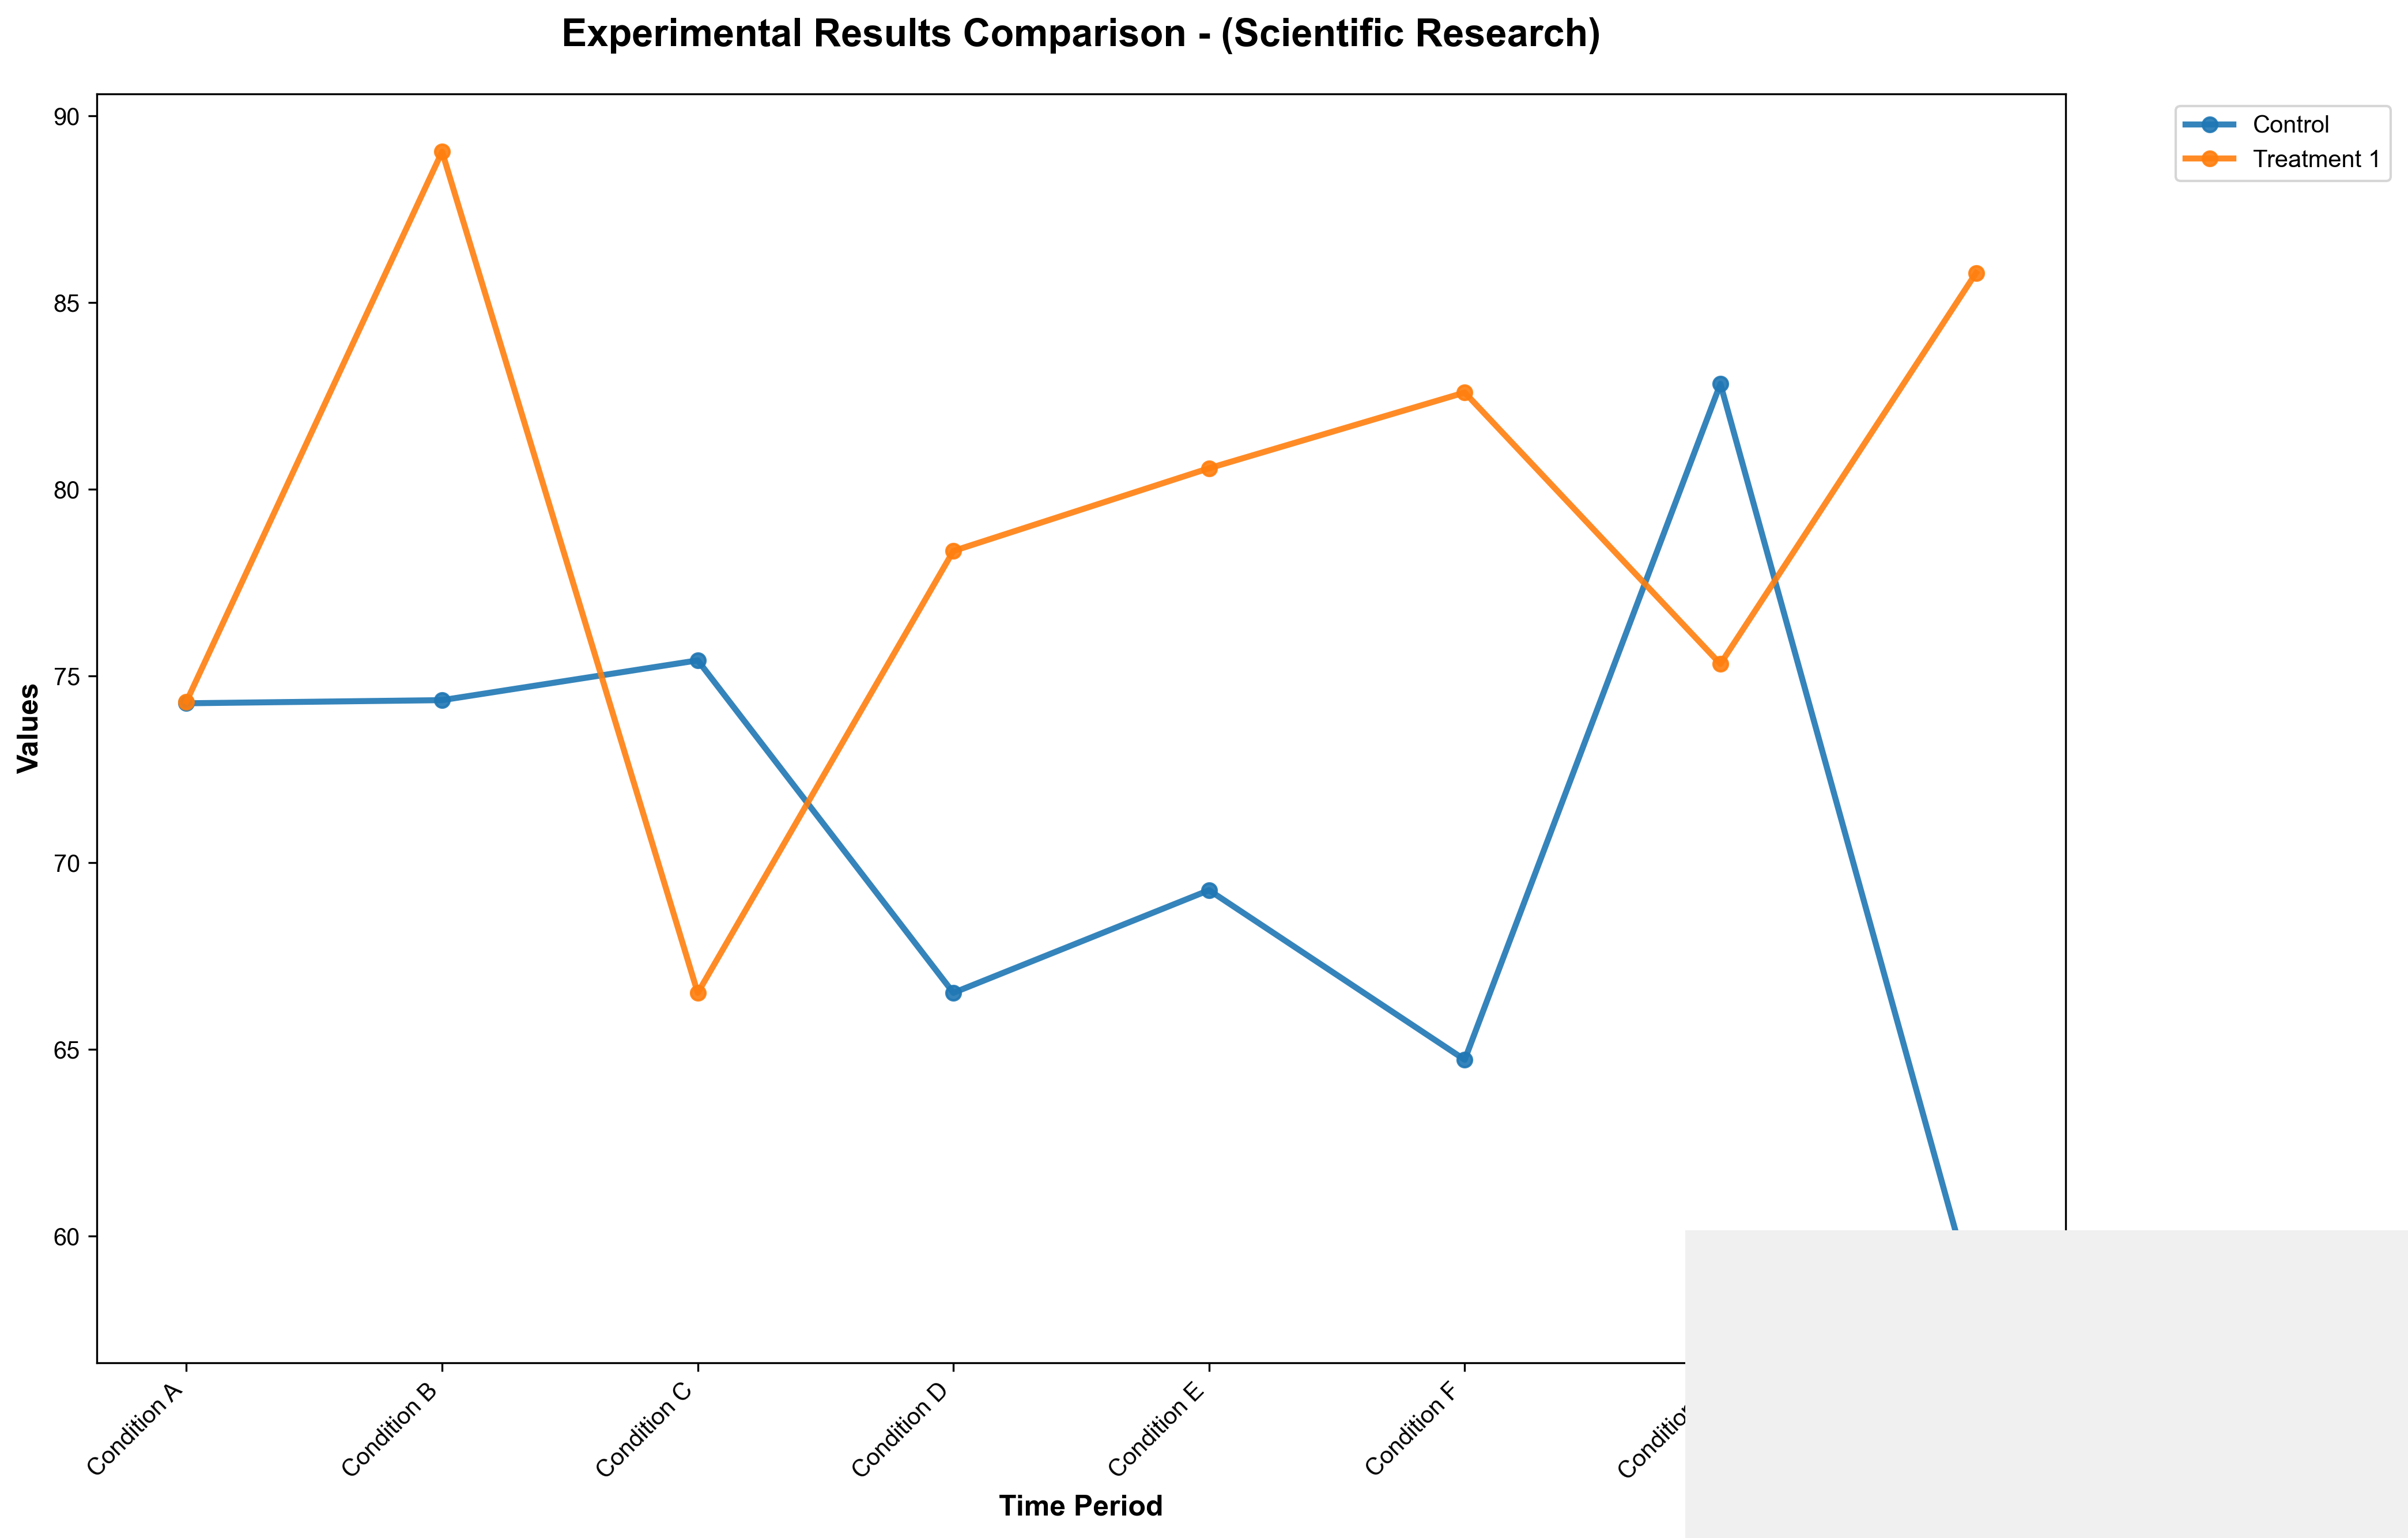 Experimental Results Comparison - (Scientific Research)
Control
Treatment 1
Values
90
85
80
75
70
65
60
Condition A
Condition B
Condition C
Condition D
Condition E
Condition F
Time Period